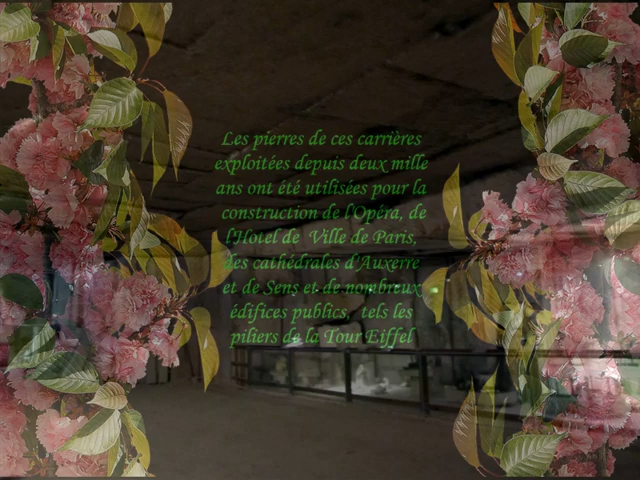 Les pierres de ces carrières
exploitées depuis deux mille
ans ont été utilisées pour la
construction de l'Opéra, de
l'Hotel de Ville de Paris,
des cathédrales d'Auxerre
et de Sens et de nombreux
édifices publics, tels les
piliers de la Tour Eiffel